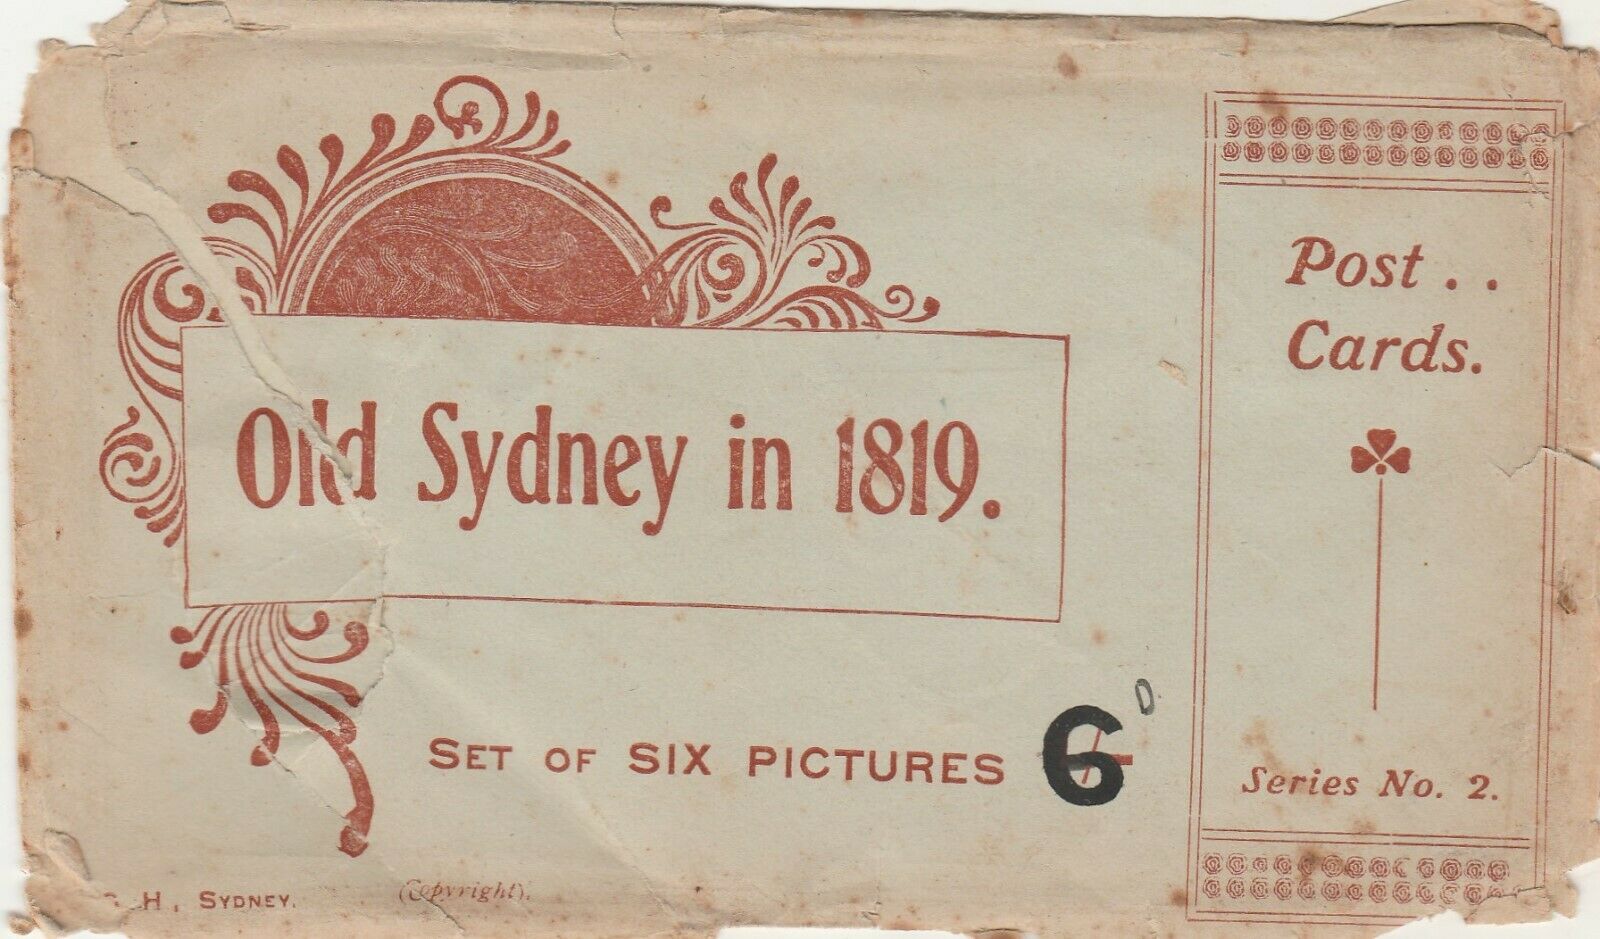 Old Sydney in 1819.
SET OF SIX PICTURES 6D.
H, SYDNEY.
(Copyright).
Post . .
Cards.
Series No. 2.